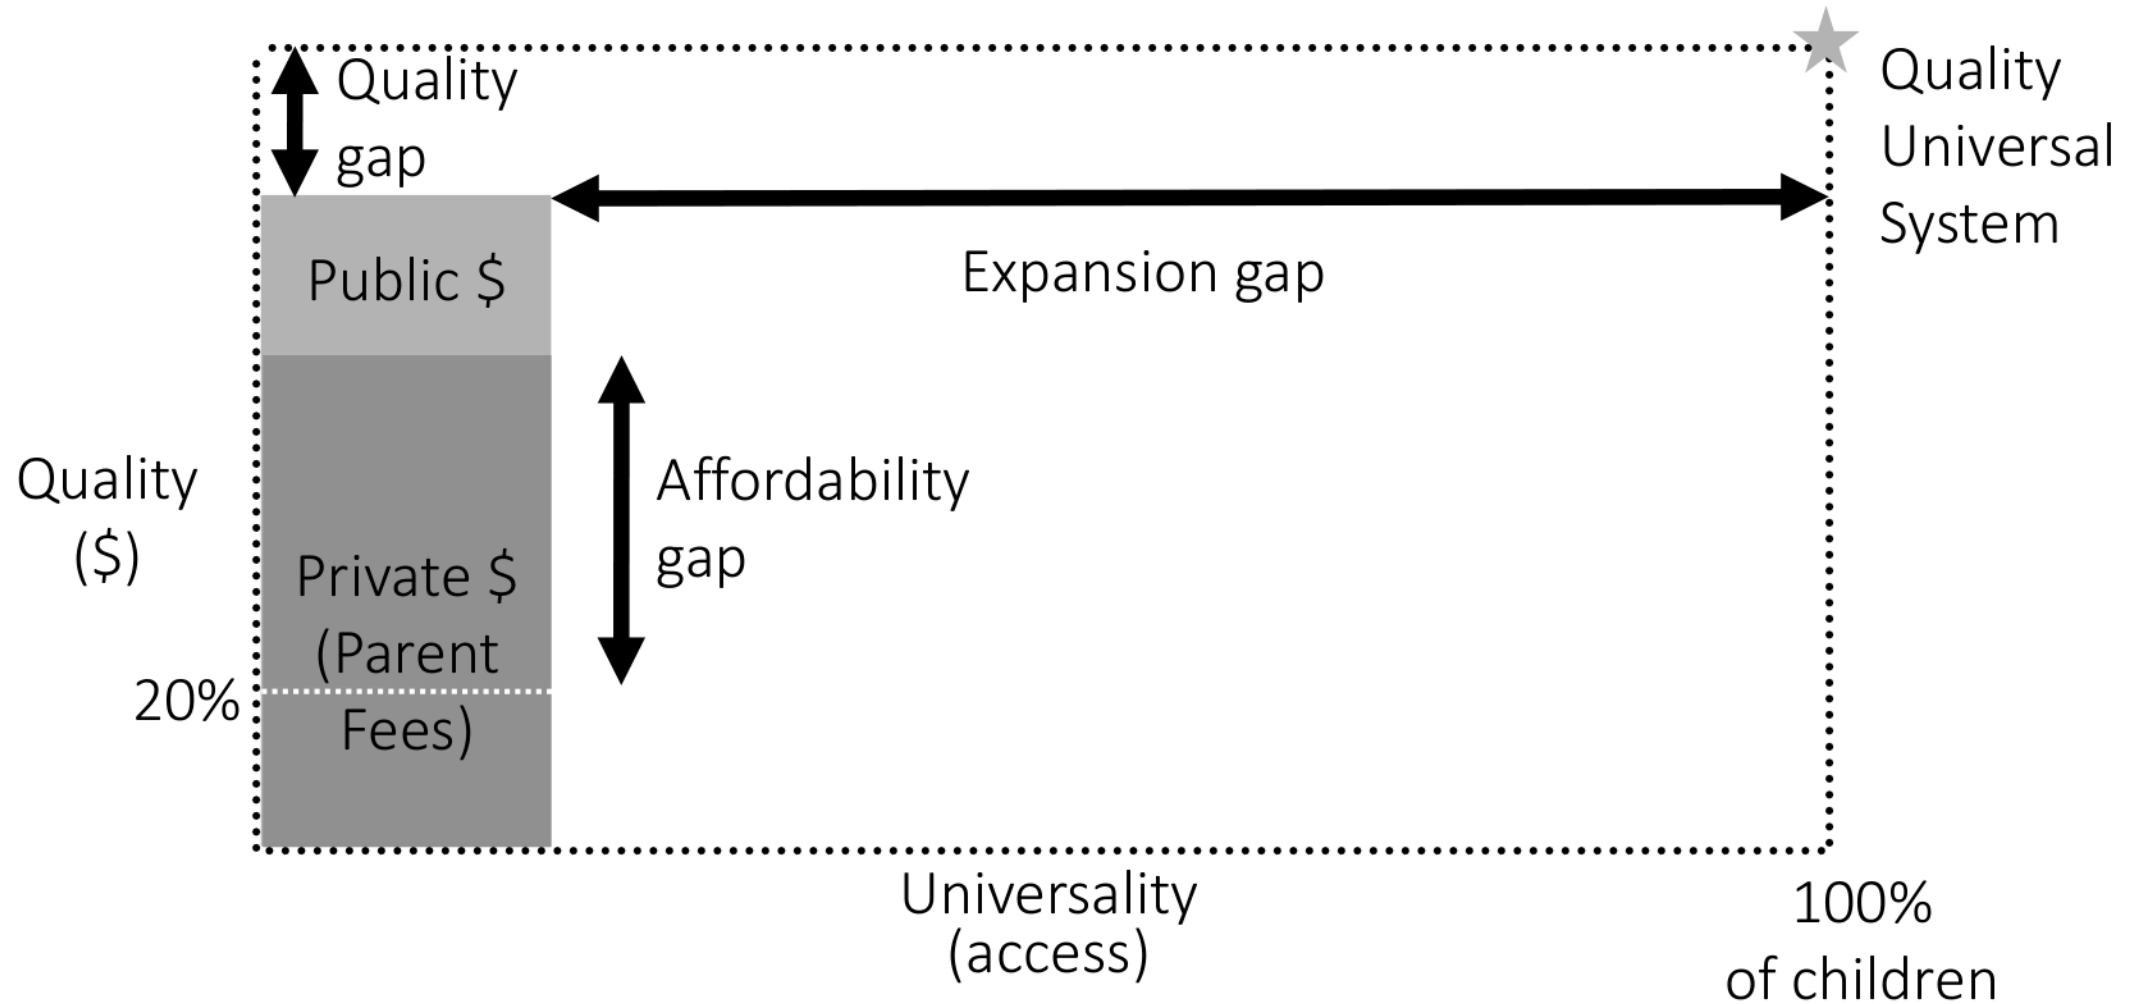 Quality
gap
Quality
Universal
System
Public $
Expansion gap
Quality
($)
Affordability
gap
Private $
(Parent
Fees)
20%
Universality
(access)
100%
of children